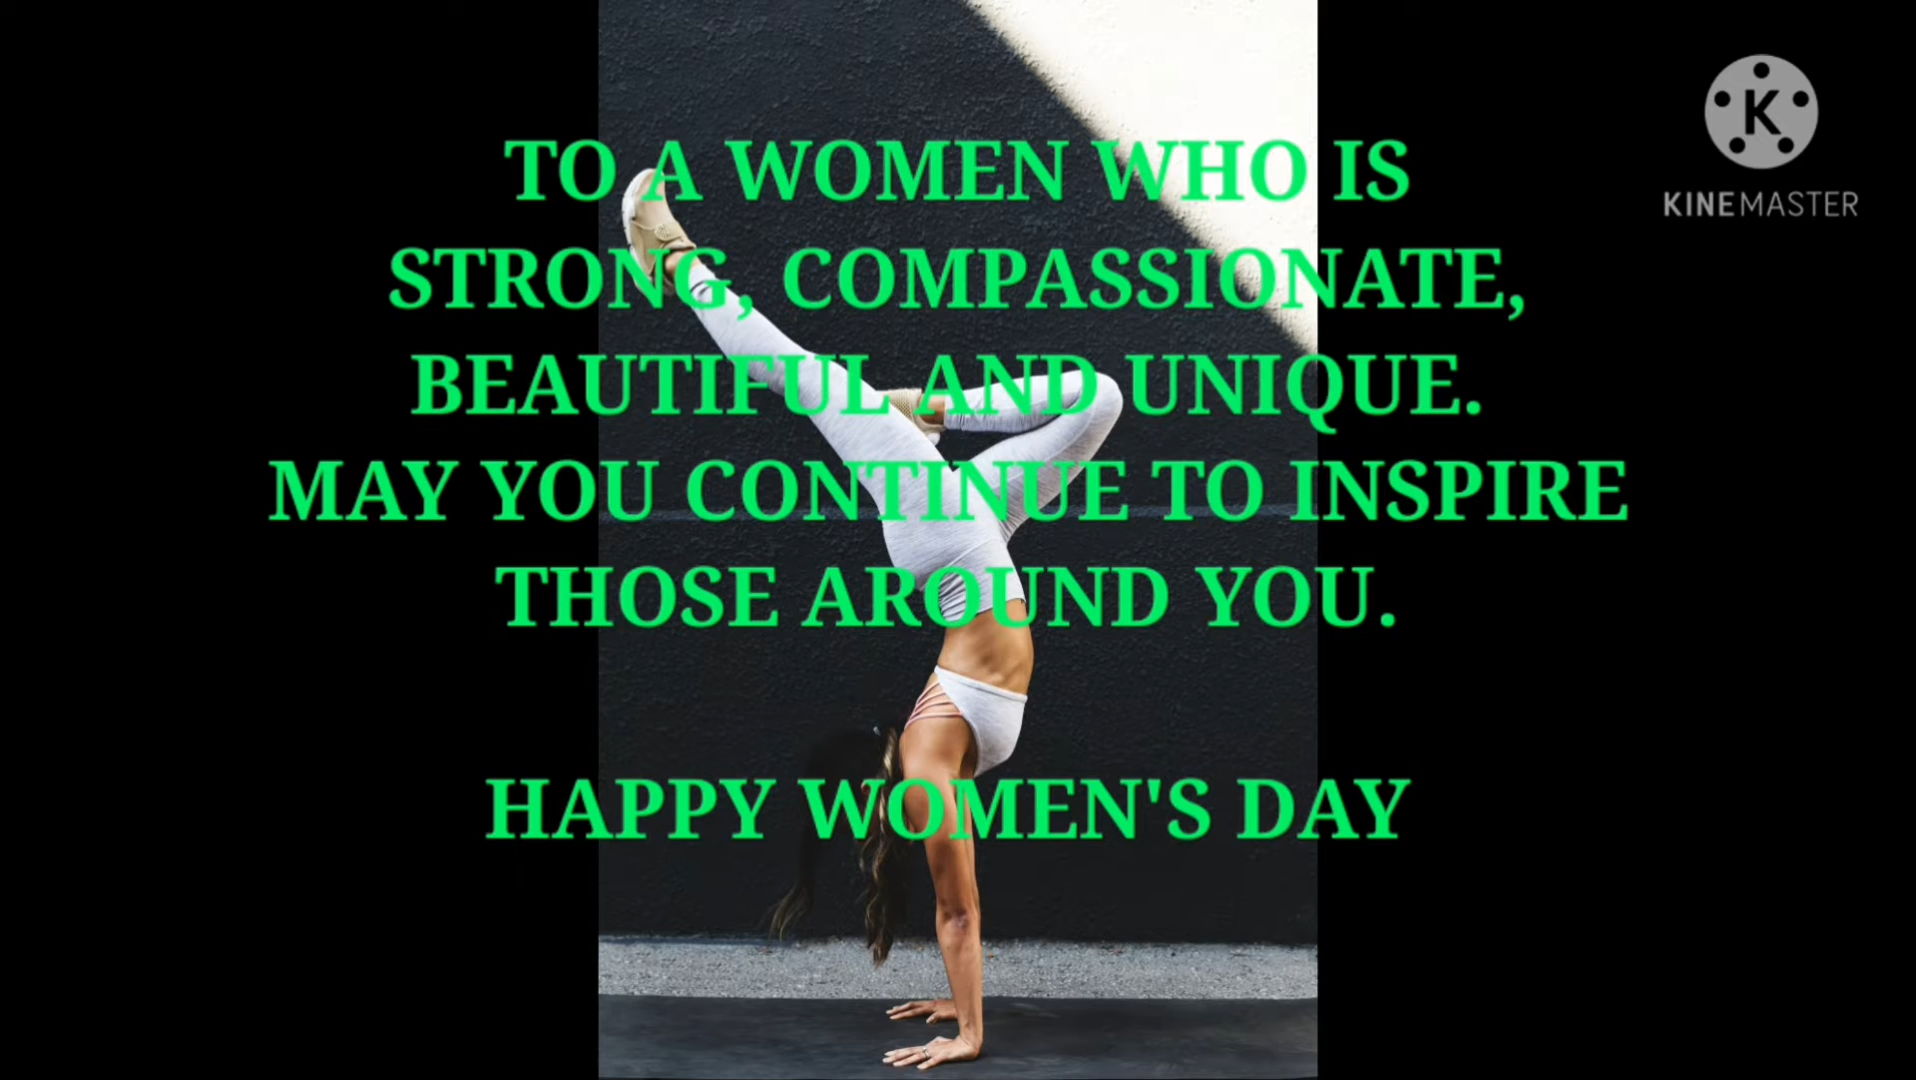 TO A WOMEN WHO IS
STRONG, COMPASSIONATE,
BEAUTIFUL AND UNIQUE.
MAY YOU CONTINUE TO INSPIRE
THOSE AROUND YOU.
HAPPY WOMEN'S DAY
K
KINEMASTER